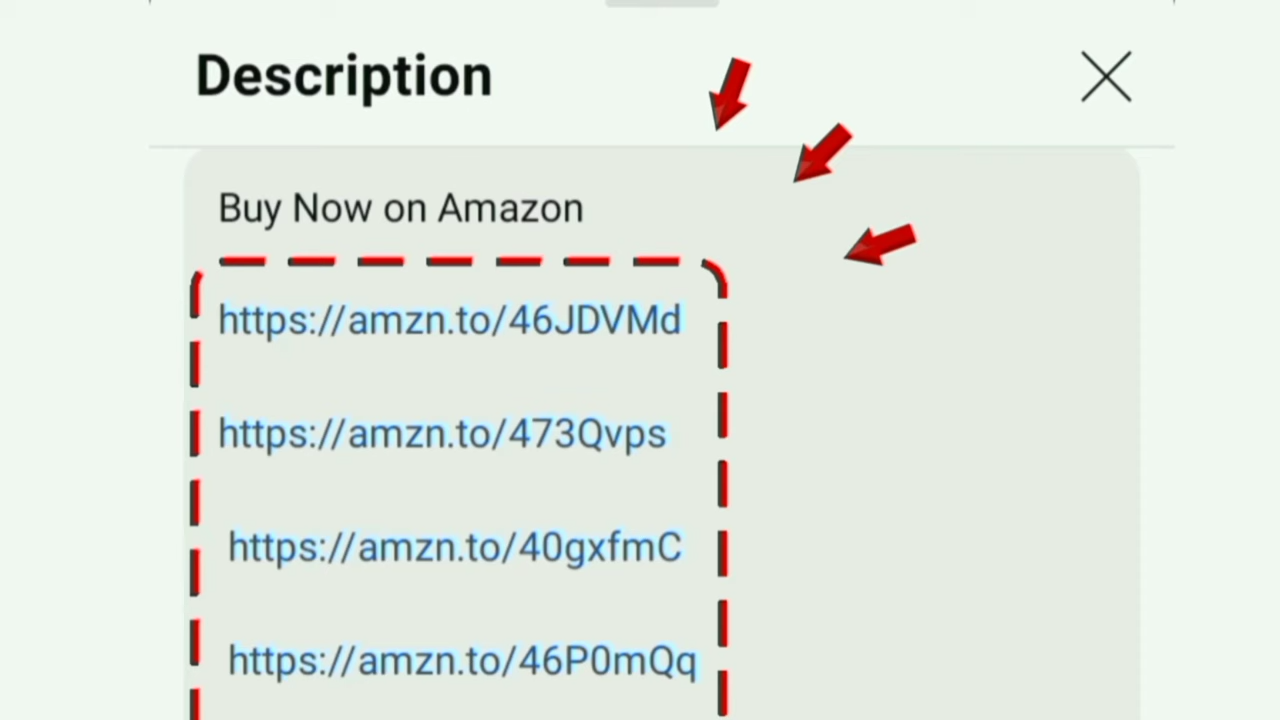 Description
Buy Now on Amazon
https://amzn.to/46JDVMd
https://amzn.to/473Qvps
https://amzn.to/40gxfmC
https://amzn.to/46P0mQq